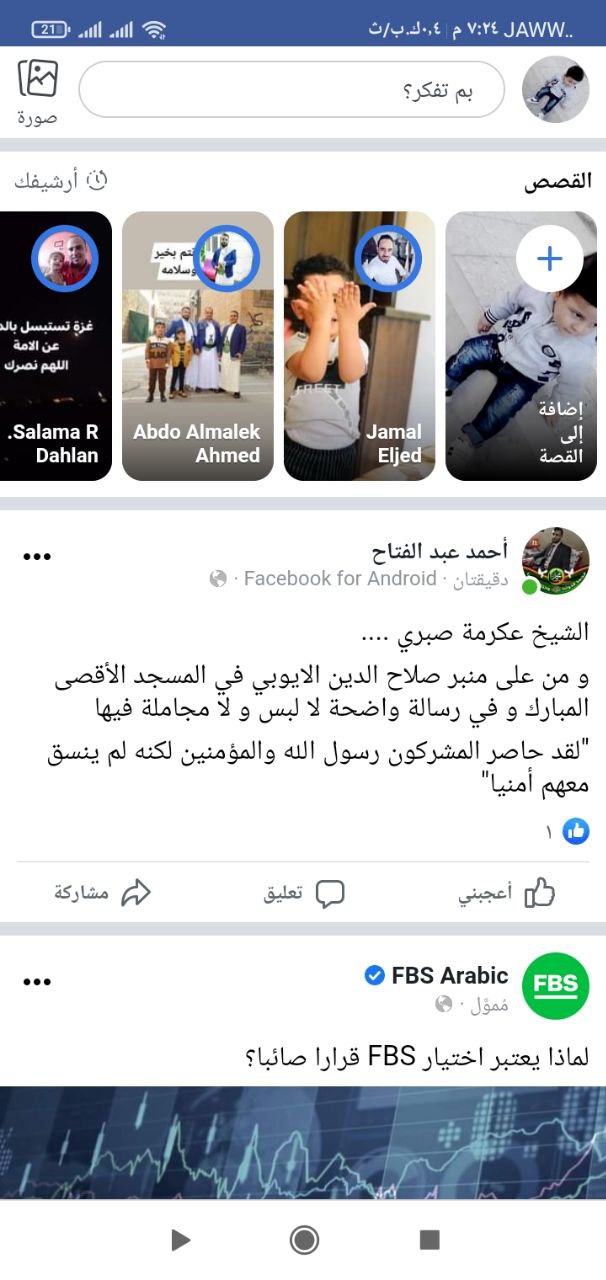 JAWW.. ٧:٢٤ م | ٠,٤ك.ب/ث
21
بم تفكر؟
صورة
القصص
أرشيفك
إضافة
إلى
القصة
Jamal
Eljed
نتم بخير
وسلامه
Abdo Almalek
Ahmed
غزة تستبسل بالد
عن الامة
اللهم نصرك
Salama R.
Dahlan
أحمد عبد الفتاح
دقيقتان · Facebook for Android ·
الشيخ عكرمة صبري ....
و من على منبر صلاح الدين الايوبي في المسجد الأقصى
المبارك و في رسالة واضحة لا لبس و لا مجاملة فيها
"لقد حاصر المشركون رسول الله والمؤمنين لكنه لم ينسق
معهم أمنيا"
١
أعجبني
تعليق
مشاركة
FBS
FBS Arabic
مُموَّل ·
لماذا يعتبر اختيار FBS قرارا صائبا؟